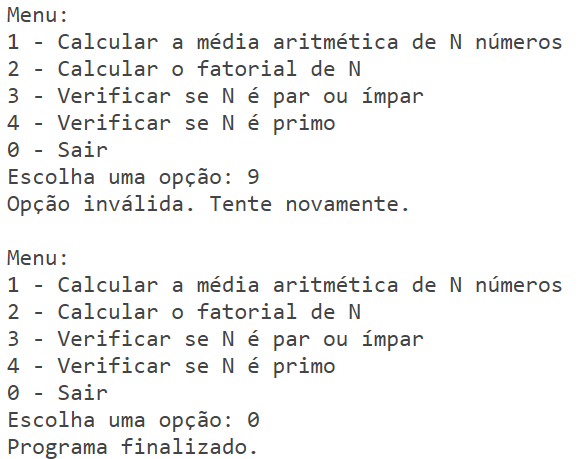 Menu:
1 - Calcular a média aritmética de N números
2 - Calcular o fatorial de N
3 - Verificar se N é par ou ímpar
4 - Verificar se N é primo
0 - Sair
Escolha uma opção: 9
Opção inválida. Tente novamente.

Menu:
1 - Calcular a média aritmética de N números
2 - Calcular o fatorial de N
3 - Verificar se N é par ou ímpar
4 - Verificar se N é primo
0 - Sair
Escolha uma opção: 0
Programa finalizado.